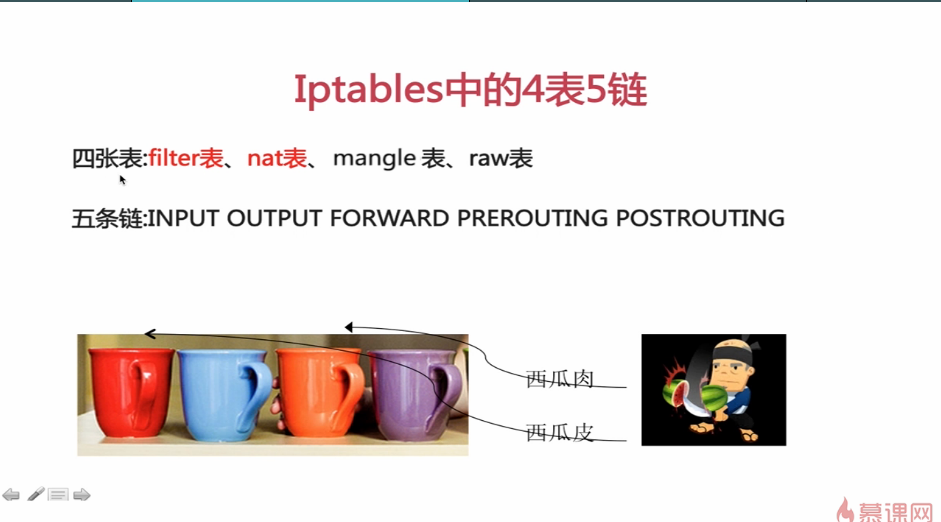 Iptables中的4表5链
四张表:filter表、nat表、 mangle 表、raw表
五条链:INPUT OUTPUT FORWARD PREROUTING POSTROUTING
西瓜肉
西瓜皮
慕课网